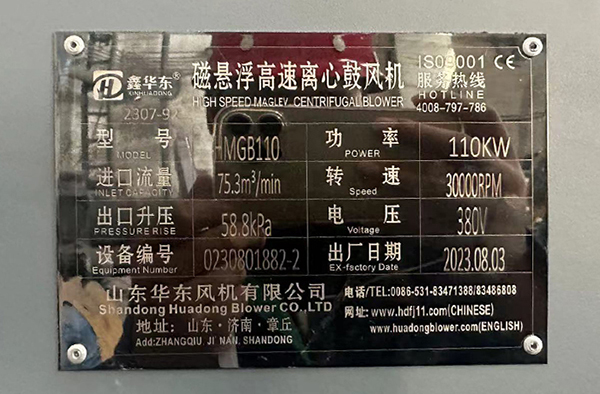 鑫华东
XINHUADONG
磁悬浮高速离心鼓风机
HIGH SPEED MAGLEV CENTRIFUGAL BLOWER
ISO9001 CE
服务热线
HOTLINE
4008-797-786
2307-92
型号 HMGB110 功率 110KW
MODEL POWER
进口流量 75.3m³/min 转速 30000RPM
INLET CAPACITY Speed
出口升压 58.8kPa 电压 380V
PRESSURE RISE Voltage
设备编号 0230801882-2 出厂日期 2023.08.03
Equipment Number EX-factory Date
山东华东风机有限公司
Shandong Huadong Blower CO.,LTD
地址: 山东·济南·章丘
Add:ZHANGQIU JI'NAN.SHANDONG
电话/TEL:0086-531-83471388/83486808
网址: www.hdfj11.com(CHINESE)
www.huadongblower.com(ENGLISH)